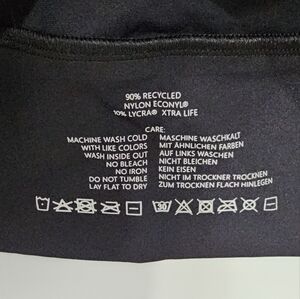 90% RECYCLED
NYLON ECONYL®
10% LYCRA® XTRA LIFE
CARE:
MACHINE WASH COLD
WITH LIKE COLORS
WASH INSIDE OUT
NO BLEACH
NO IRON
DO NOT TUMBLE
LAY FLAT TO DRY
MASCHINE WASCHKALT
MIT ÄHNLICHEN FARBEN
AUF LINKS WASCHEN
NICHT BLEICHEN
KEIN EISEN
NICHT IM TROCKNER TROCKNEN
ZUM TROCKNEN FLACH HINLEGEN
30